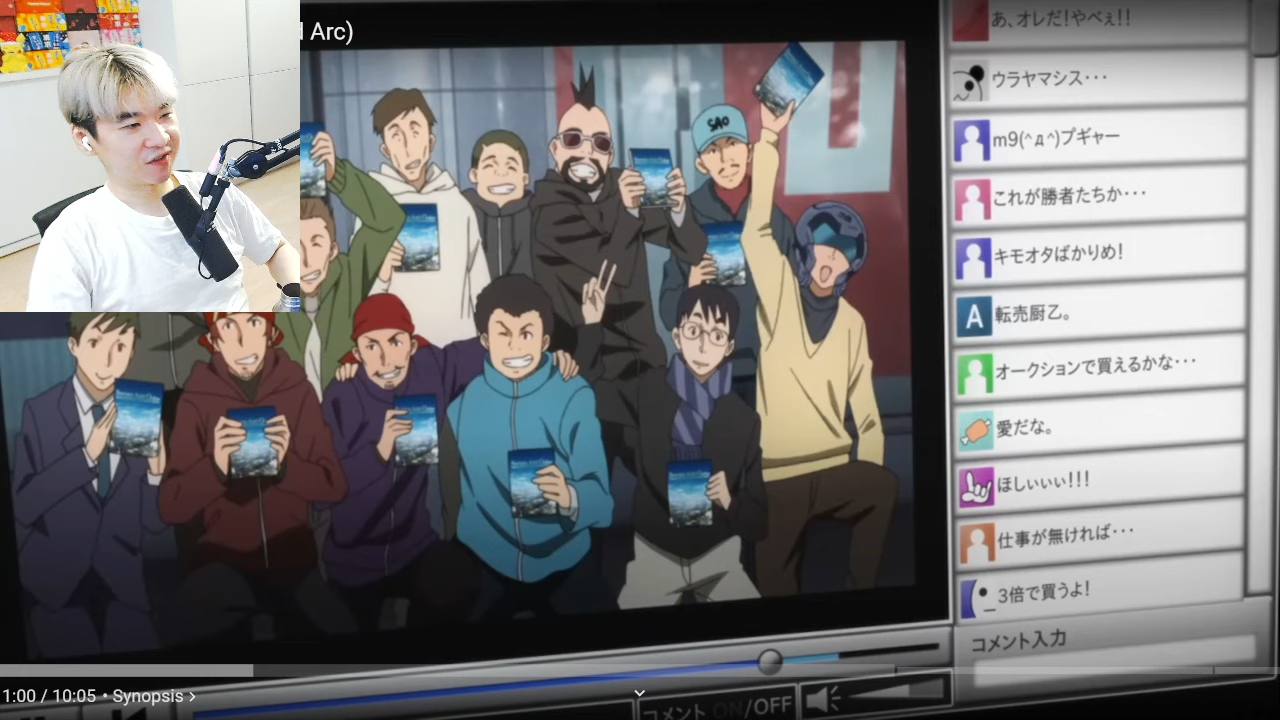 d Arc)
あ、オレだ!やべぇ!!
ウラヤマシス･･･
m9(^д^)プギャー
これが勝者たちか･･･
キモオタばかりめ!
A 転売厨乙。
オークションで買えるかな･･･
愛だな。
ほしぃぃぃ!!!
仕事が無ければ･･･
3倍で買うよ!
コメント入力
SAO
1:00 / 10:05 • Synopsis >
コメント ON/OFF